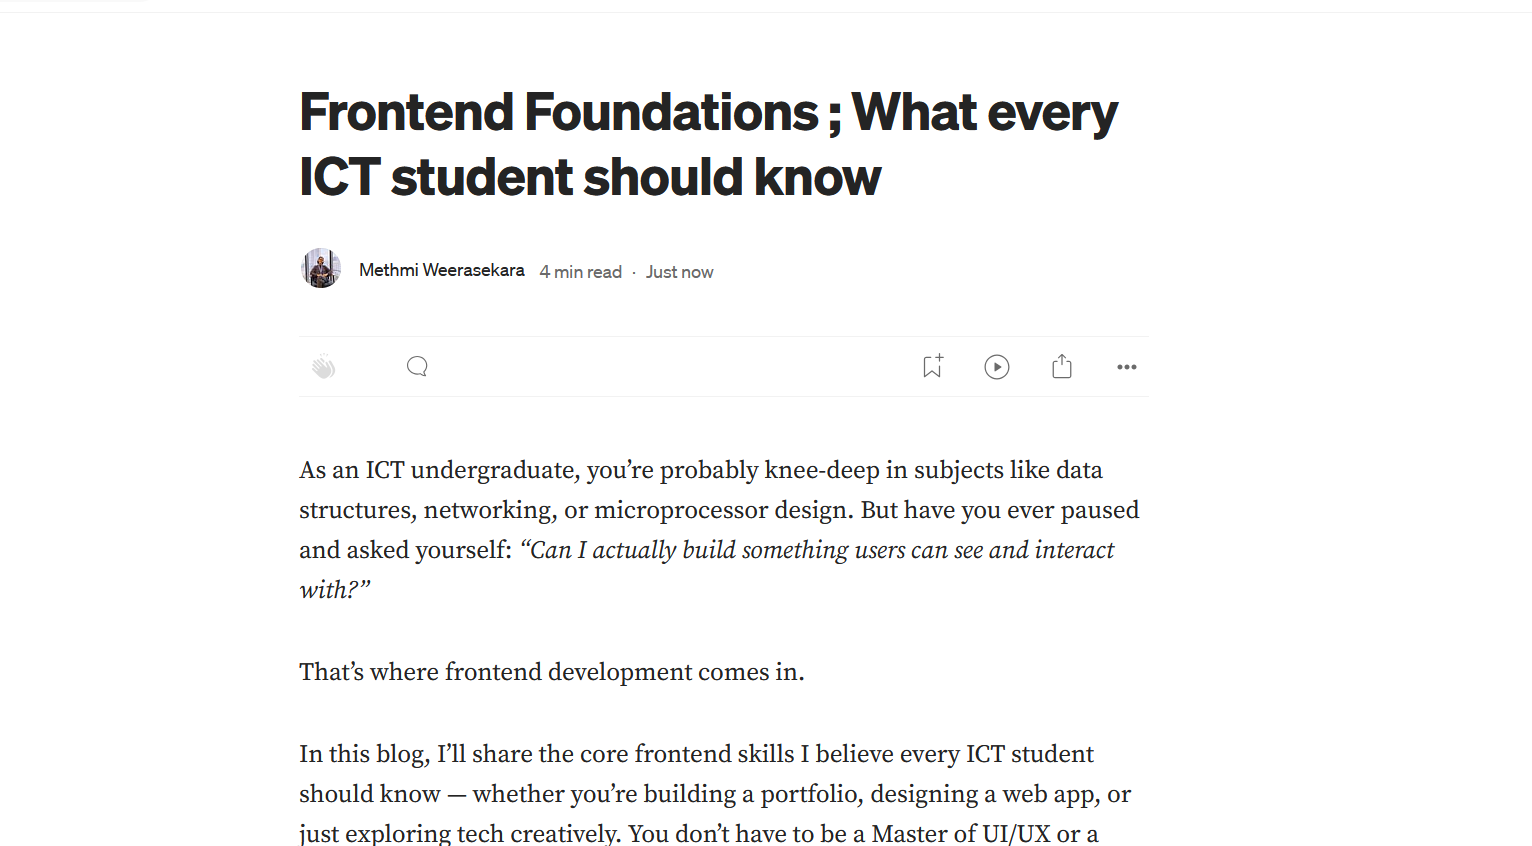 Frontend Foundations ; What every
ICT student should know
Methmi Weerasekara 4 min read · Just now
As an ICT undergraduate, you’re probably knee-deep in subjects like data
structures, networking, or microprocessor design. But have you ever paused
and asked yourself: “Can I actually build something users can see and interact
with?”
That’s where frontend development comes in.
In this blog, I’ll share the core frontend skills I believe every ICT student
should know — whether you’re building a portfolio, designing a web app, or
just exploring tech creatively. You don’t have to be a Master of UI/UX or a